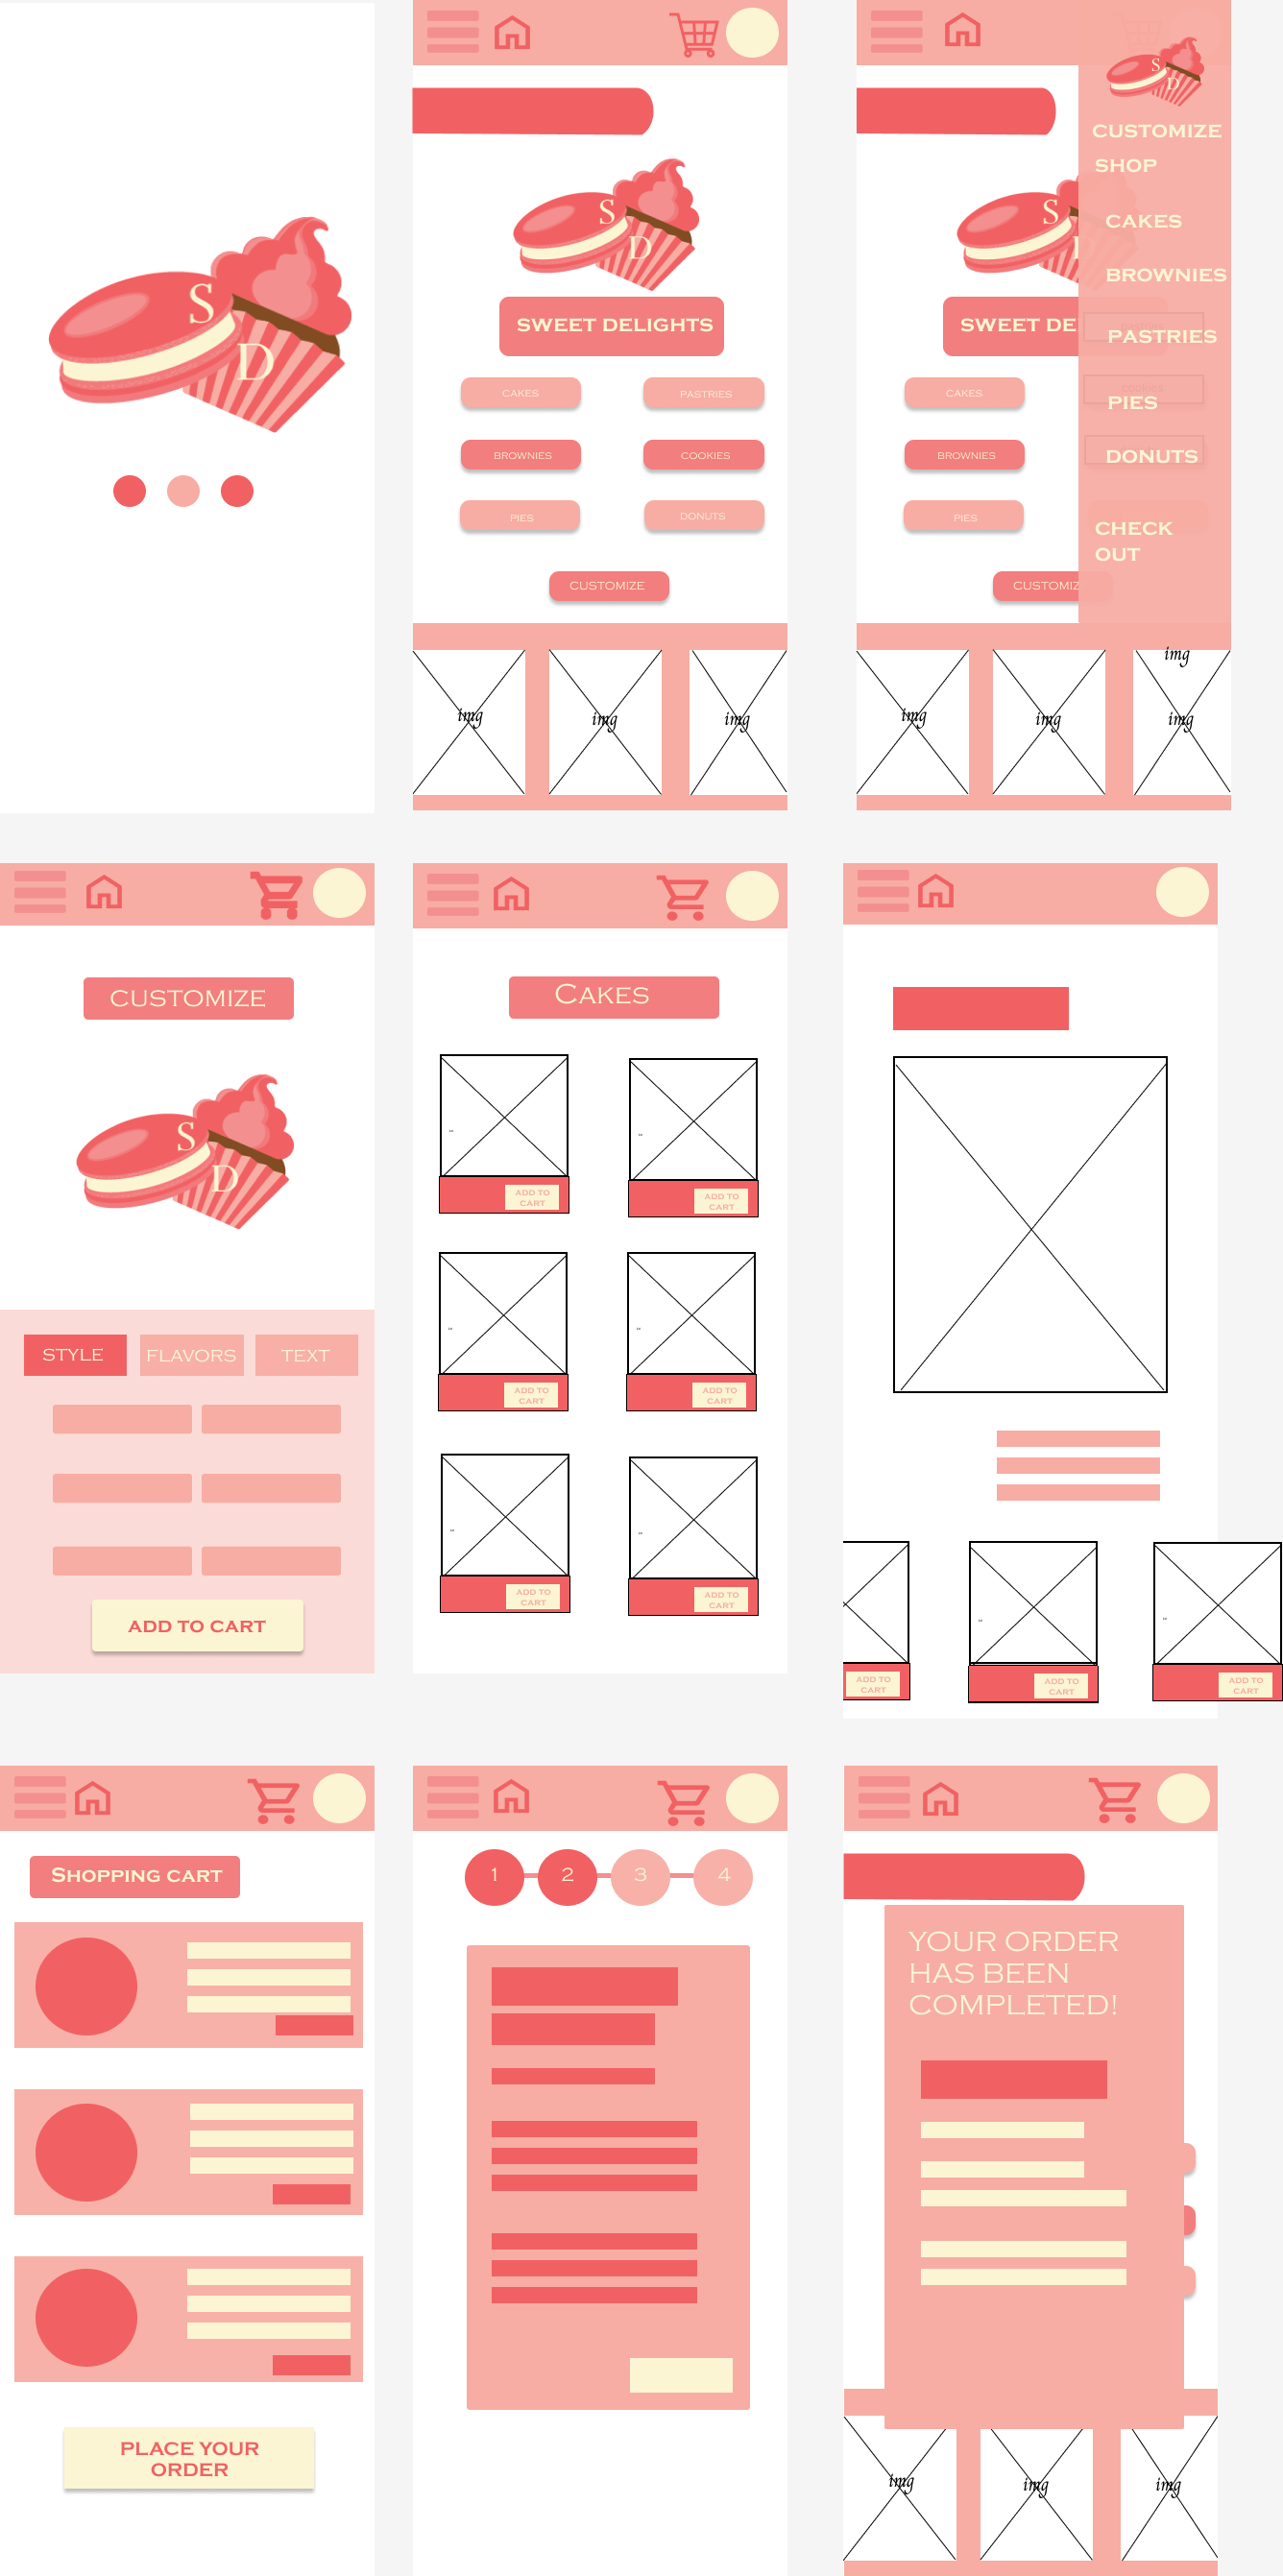 S
D
S
D
SWEET DELIGHTS
CAKES
PASTRIES
BROWNIES
COOKIES
PIES
DONUTS
CUSTOMIZE
img
img
img
S
D
CUSTOMIZE
SHOP
S
CAKES
BROWNIES
SWEET DE
PASTRIES
CAKES
cookies
PIES
BROWNIES
DONUTS
PIES
CHECK
OUT
CUSTOMIZ
img
img
img
img
CUSTOMIZE
S
D
STYLE
FLAVORS
TEXT
ADD TO CART
CAKES
ADD TO
CART
ADD TO
CART
ADD TO
CART
ADD TO
CART
ADD TO
CART
ADD TO
CART
ADD TO
CART
ADD TO
CART
ADD TO
CART
SHOPPING CART
PLACE YOUR
ORDER
1
2
3
4
YOUR ORDER
HAS BEEN
COMPLETED!
img
img
img